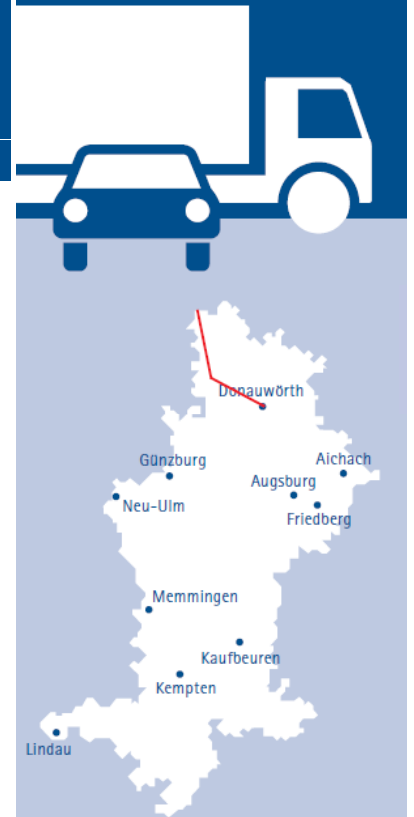 Donauwörth
Günzburg
Aichach
Augsburg
Neu-Ulm
Friedberg
Memmingen
Kaufbeuren
Kempten
Lindau